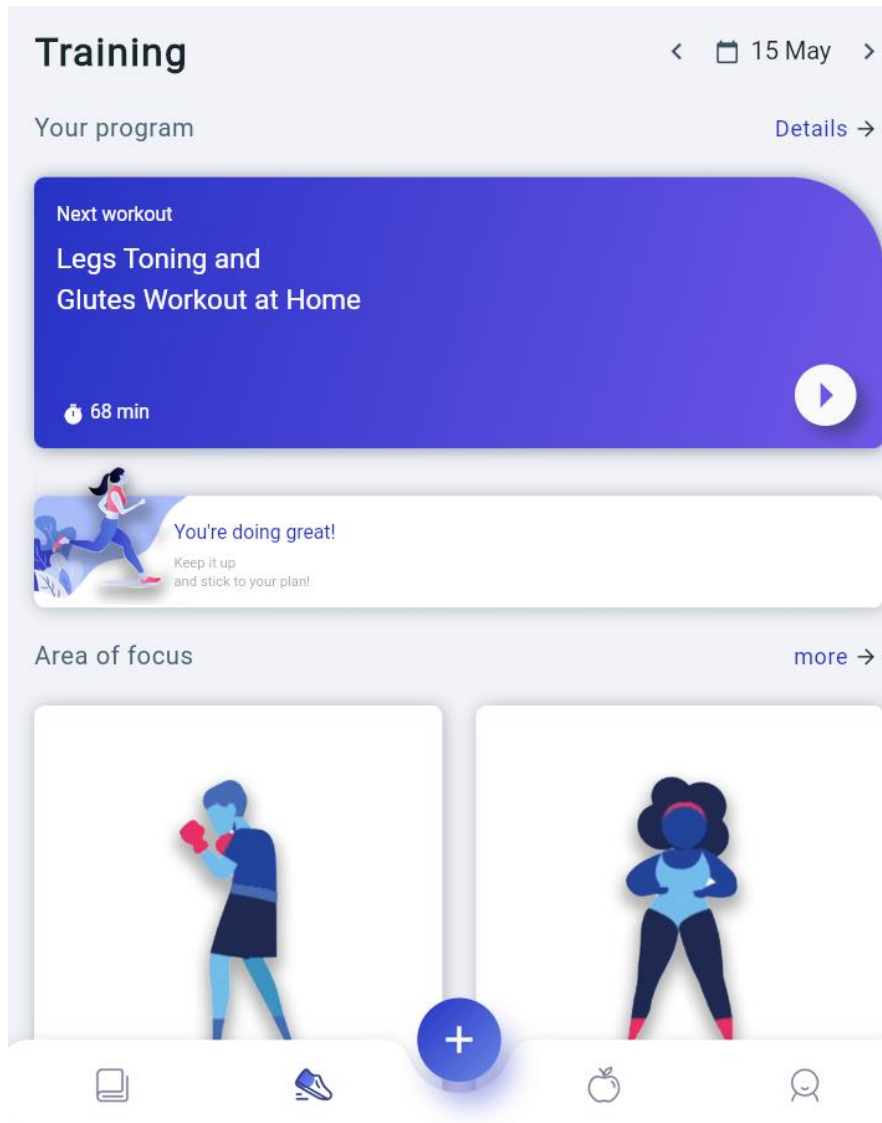 Training
15 May
Your program
Details
Next workout
Legs Toning and
Glutes Workout at Home
68 min
You're doing great!
Keep it up
and stick to your plan!
Area of focus
more